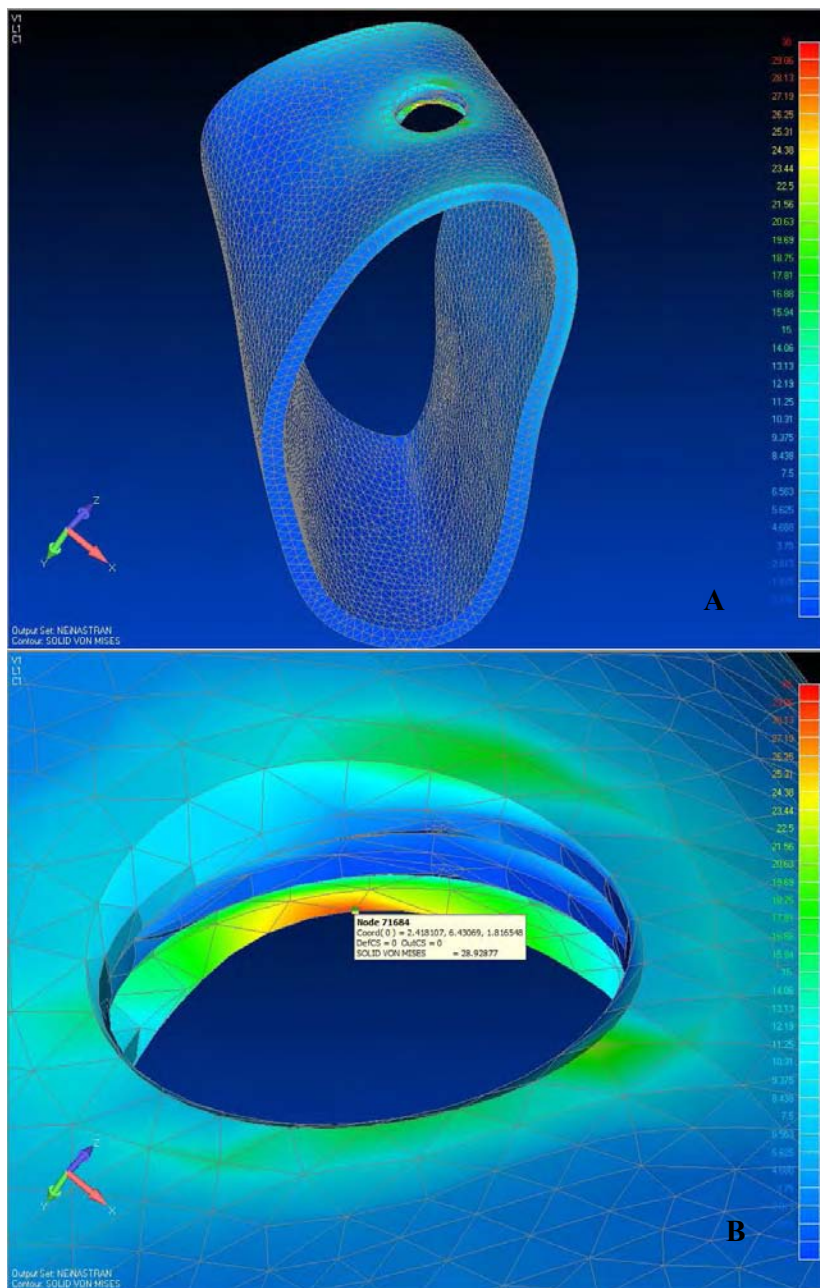 V1
L1
C1
30
29.06
28.13
27.19
26.25
25.31
24.38
23.44
22.5
21.56
20.63
19.69
18.75
17.81
16.88
15.94
15
14.06
13.13
12.19
11.25
10.31
9.375
8.438
7.5
6.563
5.625
4.688
3.75
Z
Y
X
A
Output Set: NEiNASTRAN
Contour: SOLID VON MISES
V1
L1
C1
28.13
27.19
26.25
25.31
24.38
23.44
22.5
21.56
20.63
19.69
18.75
17.81
16.88
15.94
15
14.06
13.13
12.19
11.25
10.31
9.375
8.438
7.5
6.563
5.625
4.688
3.75
Node 71684
Coord( 0 ) = 2.418107, 6.43069, 1.816548
DefCS = 0 OutCS = 0
SOLID VON MISES = 28.92877
Z
Y
X
B
Output Set: NEiNASTRAN
Contour: SOLID VON MISES